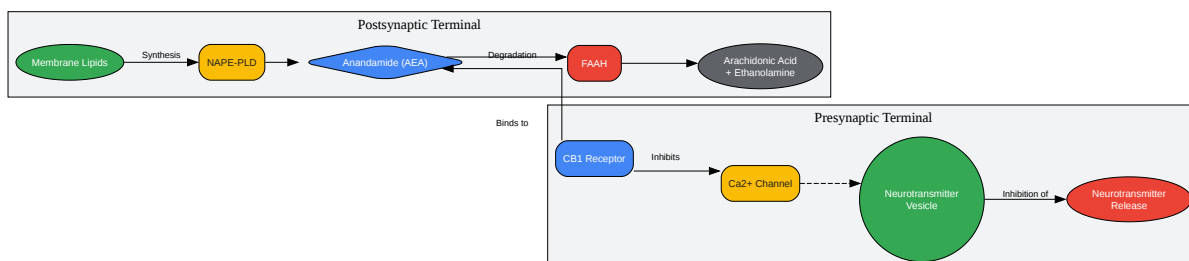 Postsynaptic Terminal
Membrane Lipids
Synthesis
NAPE-PLD
Anandamide (AEA)
Degradation
FAAH
Arachidonic Acid
+ Ethanolamine
Binds to
Presynaptic Terminal
CB1 Receptor
Inhibits
Ca2+ Channel
Neurotransmitter
Vesicle
Inhibition of
Neurotransmitter
Release